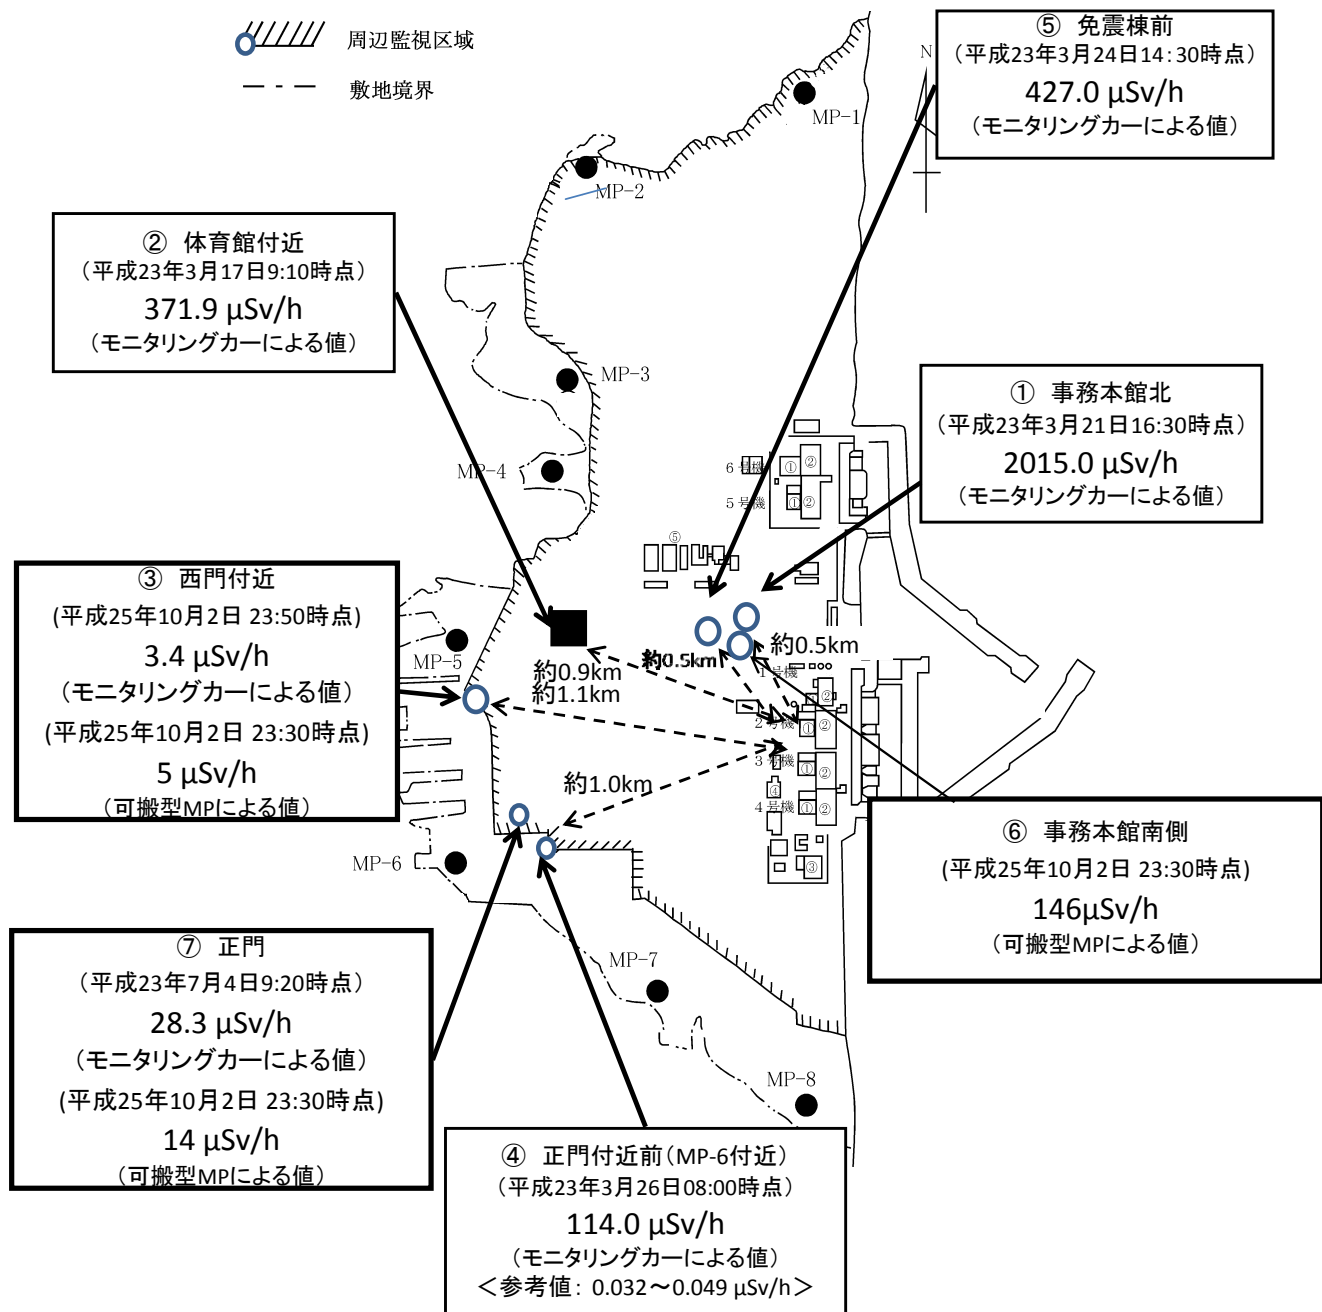 周辺監視区域
敷地境界
⑤ 免震棟前
（平成23年3月24日14:30時点）
427.0 μSv/h
（モニタリングカーによる値）
N
MP-1
MP-2
② 体育館付近
（平成23年3月17日9:10時点）
371.9 μSv/h
（モニタリングカーによる値）
MP-3
MP-4
① 事務本館北
（平成23年3月21日16:30時点）
2015.0 μSv/h
（モニタリングカーによる値）
6号機
① ②
5号機
① ②
⑤
③ 西門付近
(平成25年10月2日 23:50時点)
3.4 μSv/h
（モニタリングカーによる値）
(平成25年10月2日 23:30時点)
5 μSv/h
（可搬型MPによる値）
MP-5
約0.9km
約1.1km
約0.5km
約0.5km
1号機
②
2号機
① ②
3号機
① ②
④
4号機
① ②
③
約1.0km
MP-6
⑥ 事務本館南側
(平成25年10月2日 23:30時点)
146μSv/h
（可搬型MPによる値）
⑦ 正門
（平成23年7月4日9:20時点）
28.3 μSv/h
（モニタリングカーによる値）
(平成25年10月2日 23:30時点)
14 μSv/h
（可搬型MPによる値）
MP-7
MP-8
④ 正門付近前（MP-6付近）
（平成23年3月26日08:00時点）
114.0 μSv/h
（モニタリングカーによる値）
＜参考値: 0.032～0.049 μSv/h＞